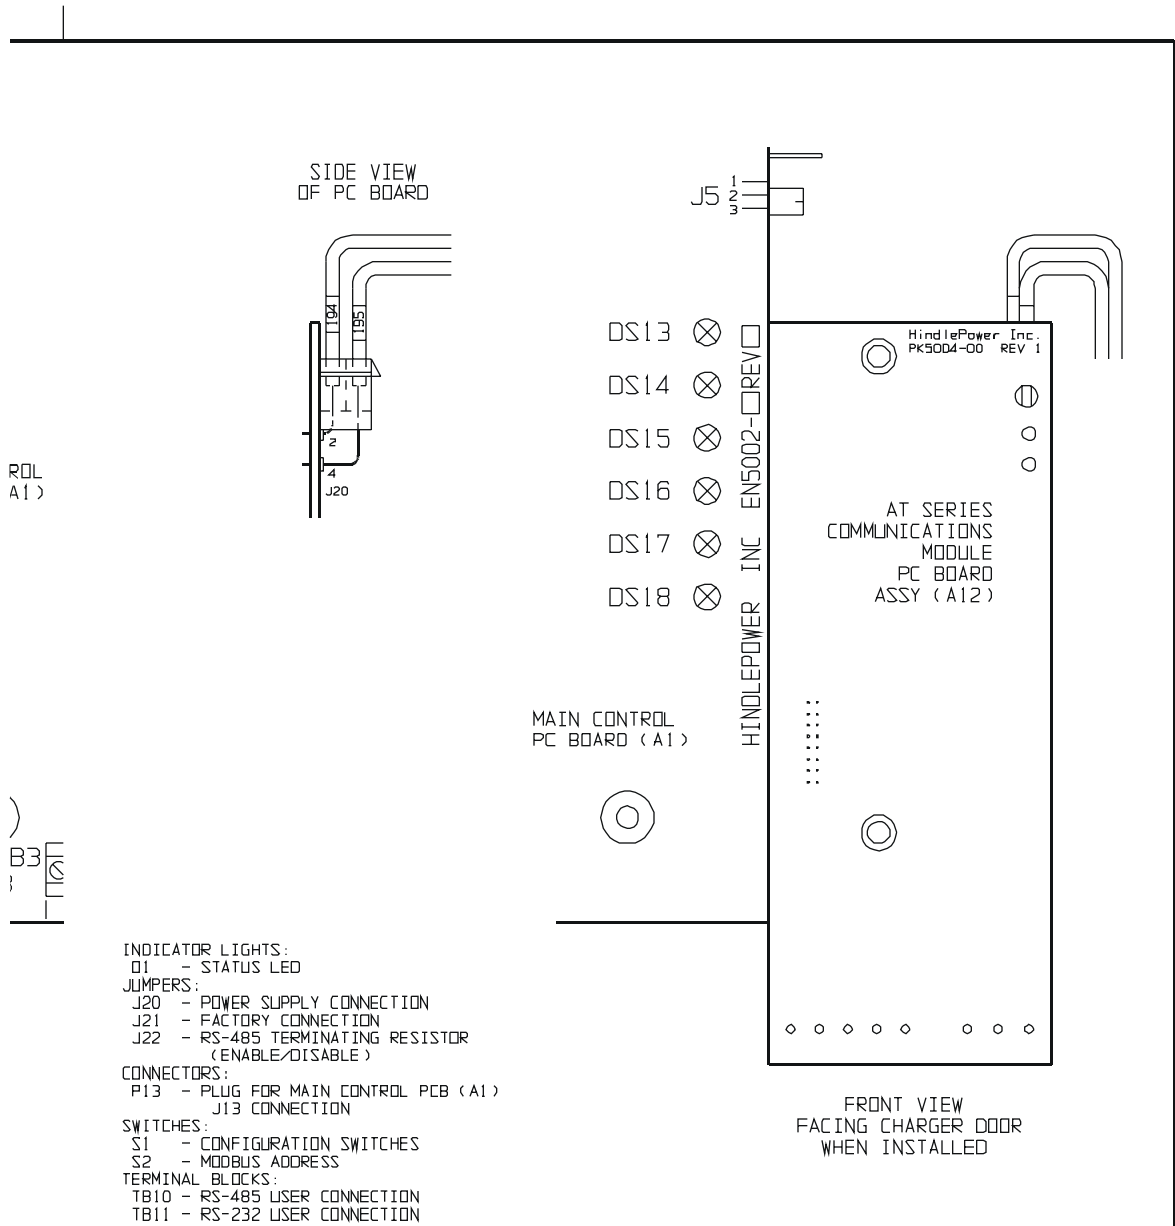 SIDE VIEW
OF PC BOARD
194
195
2
4
J20
ROL
A1)
B3
J5
1
2
3
DS13
DS14
DS15
DS16
DS17
DS18
HINDLEPOWER INC EN5002-□□REV□
MAIN CONTROL
PC BOARD (A1)
HindlePower Inc.
PK5004-00 REV 1
AT SERIES
COMMUNICATIONS
MODULE
PC BOARD
ASSY (A12)
INDICATOR LIGHTS:
D1 - STATUS LED
JUMPERS:
J20 - POWER SUPPLY CONNECTION
J21 - FACTORY CONNECTION
J22 - RS-485 TERMINATING RESISTOR
(ENABLE/DISABLE)
CONNECTORS:
P13 - PLUG FOR MAIN CONTROL PCB (A1)
J13 CONNECTION
SWITCHES:
S1 - CONFIGURATION SWITCHES
S2 - MODBUS ADDRESS
TERMINAL BLOCKS:
TB10 - RS-485 USER CONNECTION
TB11 - RS-232 USER CONNECTION
FRONT VIEW
FACING CHARGER DOOR
WHEN INSTALLED